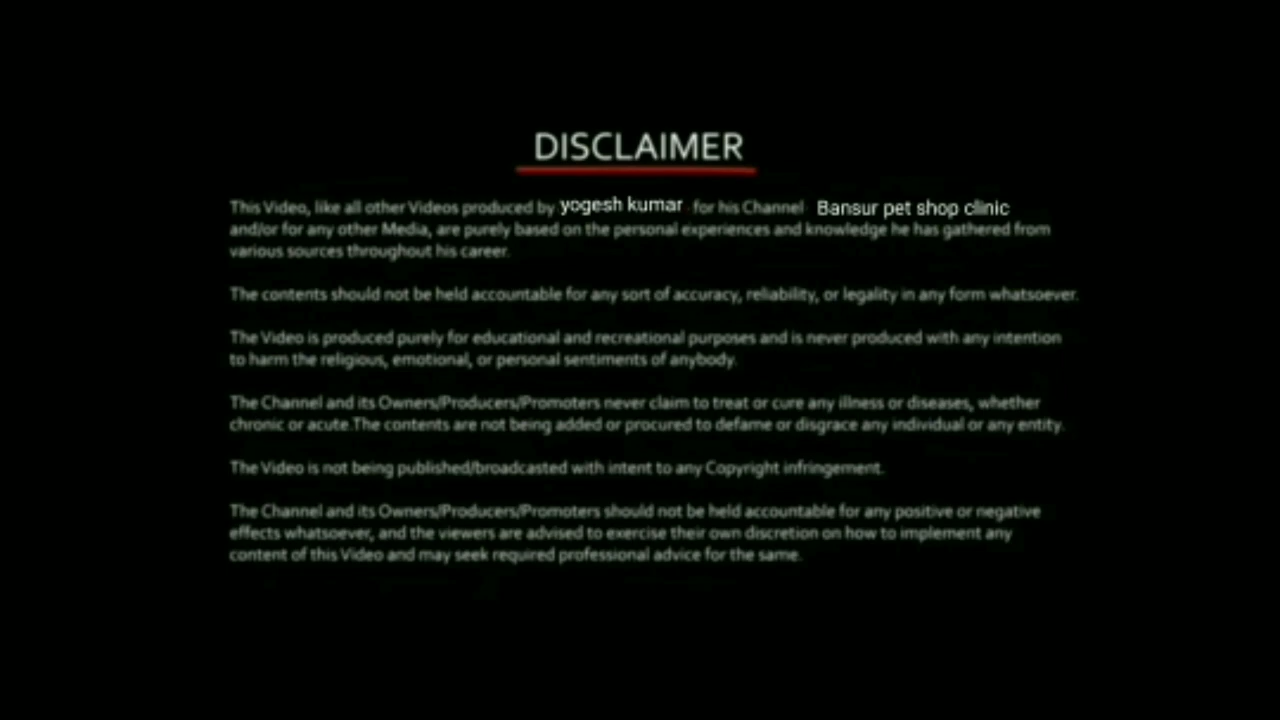 DISCLAIMER
This Video, like all other Videos produced by yogesh kumar for his Channel Bansur pet shop clinic
and/or for any other Media, are purely based on the personal experiences and knowledge he has gathered from
various sources throughout his career.
The contents should not be held accountable for any sort of accuracy, reliability, or legality in any form whatsoever.
The Video is produced purely for educational and recreational purposes and is never produced with any intention
to harm the religious, emotional, or personal sentiments of anybody.
The Channel and its Owners/Producers/Promoters never claim to treat or cure any illness or diseases, whether
chronic or acute.The contents are not being added or procured to defame or disgrace any individual or any entity.
The Video is not being published/broadcasted with intent to any Copyright infringement.
The Channel and its Owners/Producers/Promoters should not be held accountable for any positive or negative
effects whatsoever, and the viewers are advised to exercise their own discretion on how to implement any
content of this Video and may seek required professional advice for the same.